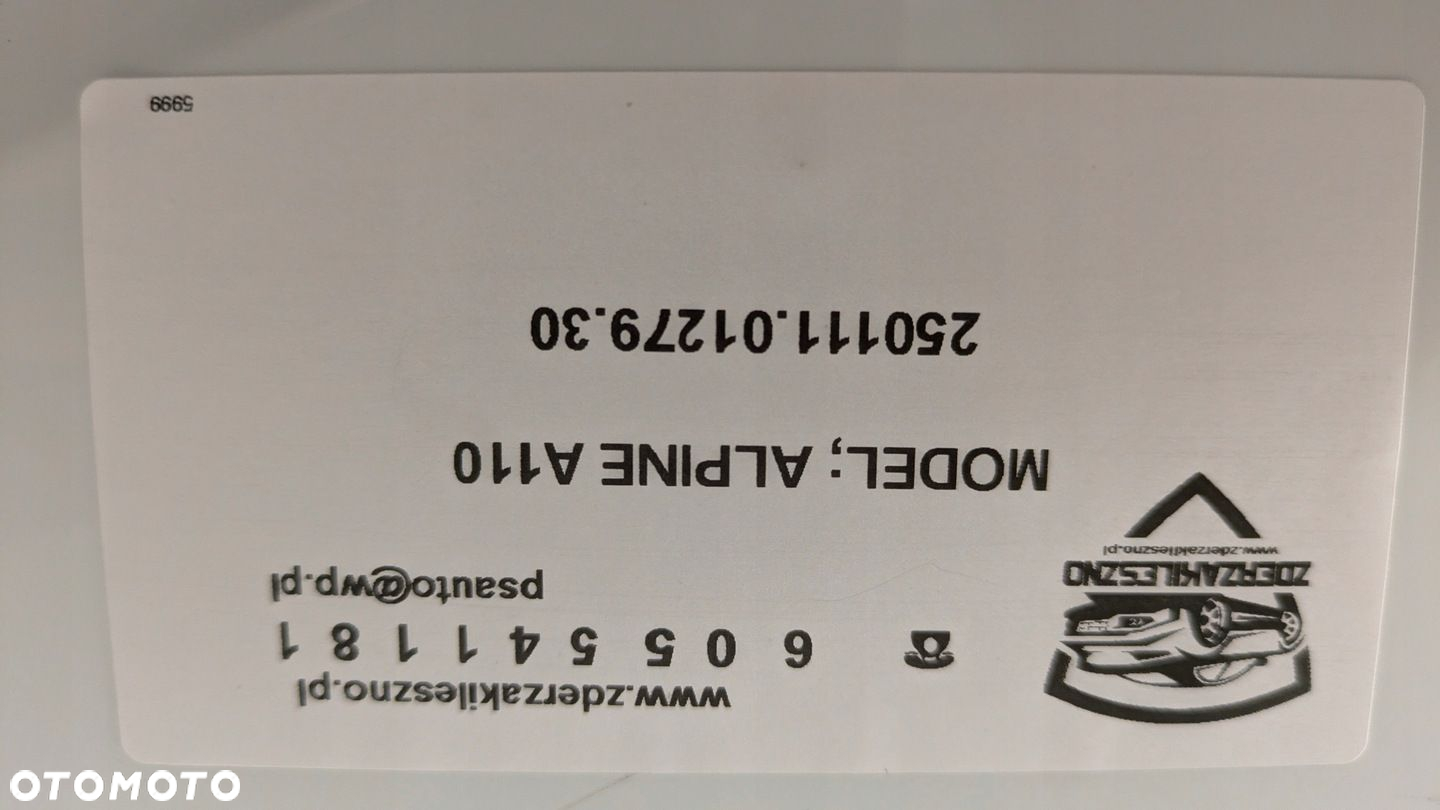 www.zderzakileszno.pl
6 0 5 5 4 1 1 8 1
psauto@wp.pl
ZDERZAKILESZNO
www.zderzakileszno.pl
MODEL; ALPINE A110
250111.01279.30
5999
OTOMOTO